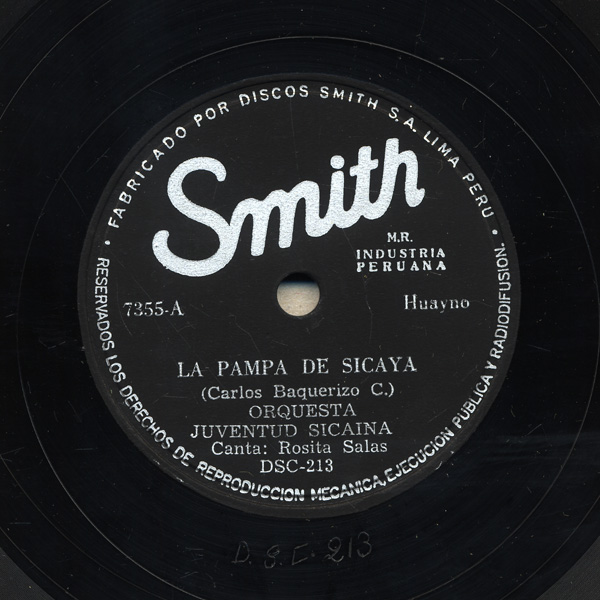 • FABRICADO POR DISCOS SMITH S.A. LIMA PERU •
Smith
M.R.
INDUSTRIA
PERUANA
7355-A
Huayno
LA PAMPA DE SICAYA
(Carlos Baquerizo C.)
ORQUESTA
JUVENTUD SICAINA
Canta: Rosita Salas
DSC-213
RESERVADOS LOS DERECHOS DE REPRODUCCION MECANICA, EJECUCION PUBLICA Y RADIODIFUSION.
D.S.C. 213